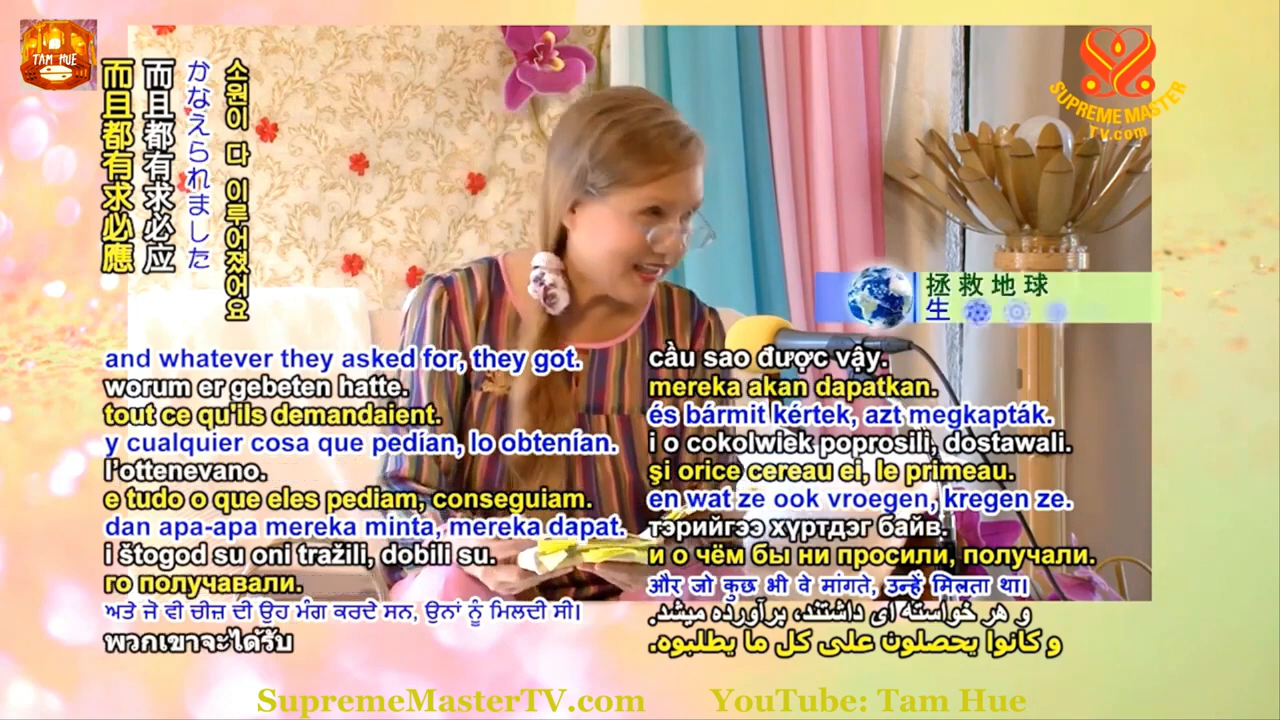 TAM HUE
而且都有求必應
而且都有求必应
かなえられました
소원이 다 이루어졌어요
SUPREME MASTER
TV.com
拯救地球
生
and whatever they asked for, they got.
worum er gebeten hatte.
tout ce qu'ils demandaient.
y cualquier cosa que pedían, lo obtenían.
l'ottenevano.
e tudo o que eles pediam, conseguiam.
dan apa-apa mereka minta, mereka dapat.
i štogod su oni tražili, dobili su.
го получавали.
ਅਤੇ ਜੋ ਵੀ ਚੀਜ਼ ਦੀ ਉਹ ਮੰਗ ਕਰਦੇ ਸਨ, ਉਨਾਂ ਨੂੰ ਮਿਲਦੀ ਸੀ।
พวกเขาจะได้รับ
cầu sao được vậy.
mereka akan dapatkan.
és bármit kértek, azt megkapták.
i o cokolwiek poprosili, dostawali.
şi orice cereau ei, le primeau.
en wat ze ook vroegen, kregen ze.
тэрийгээ хүртдэг байв.
и о чём бы ни просили, получали.
और जो कुछ भी वे मांगते, उन्हें मिलता था।
و هر خواسته ای داشتند، برآورده میشد.
و كانوا يحصلون على كل ما يطلبوه.
SupremeMasterTV.com
YouTube: Tam Hue